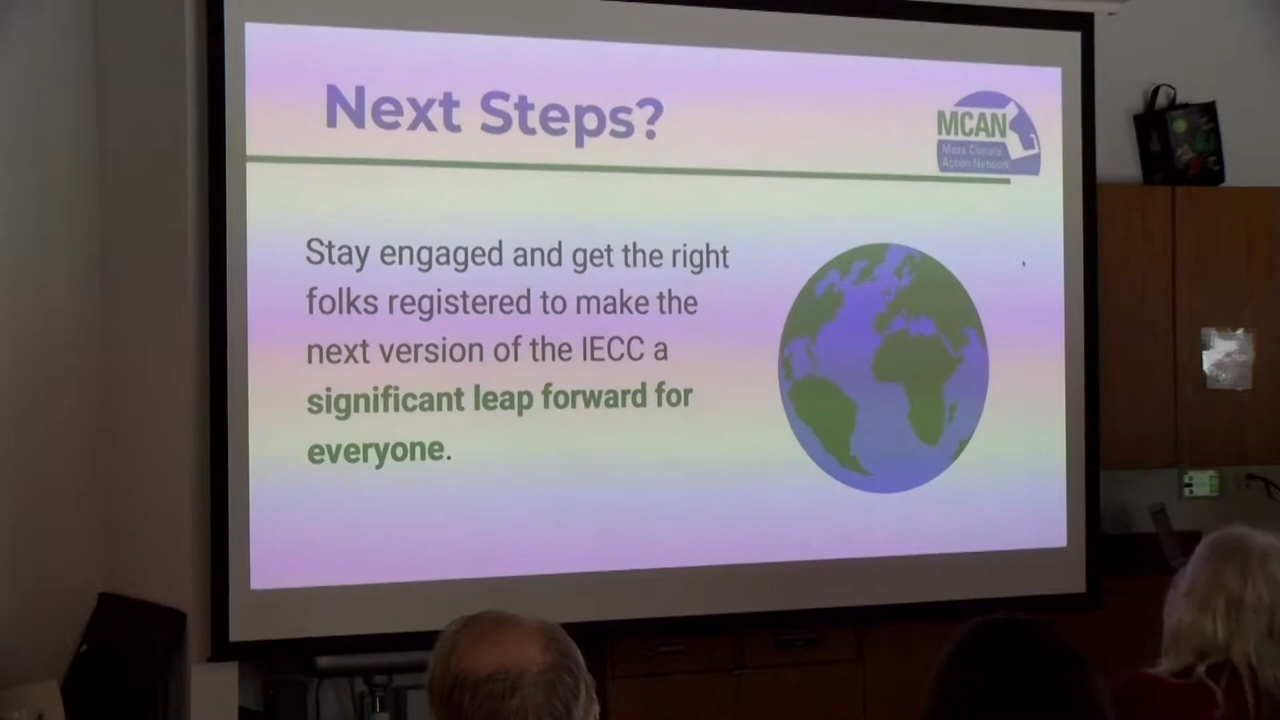 Next Steps?
MCAN
Mass Climate
Action Network
Stay engaged and get the right
folks registered to make the
next version of the IECC a
significant leap forward for
everyone.